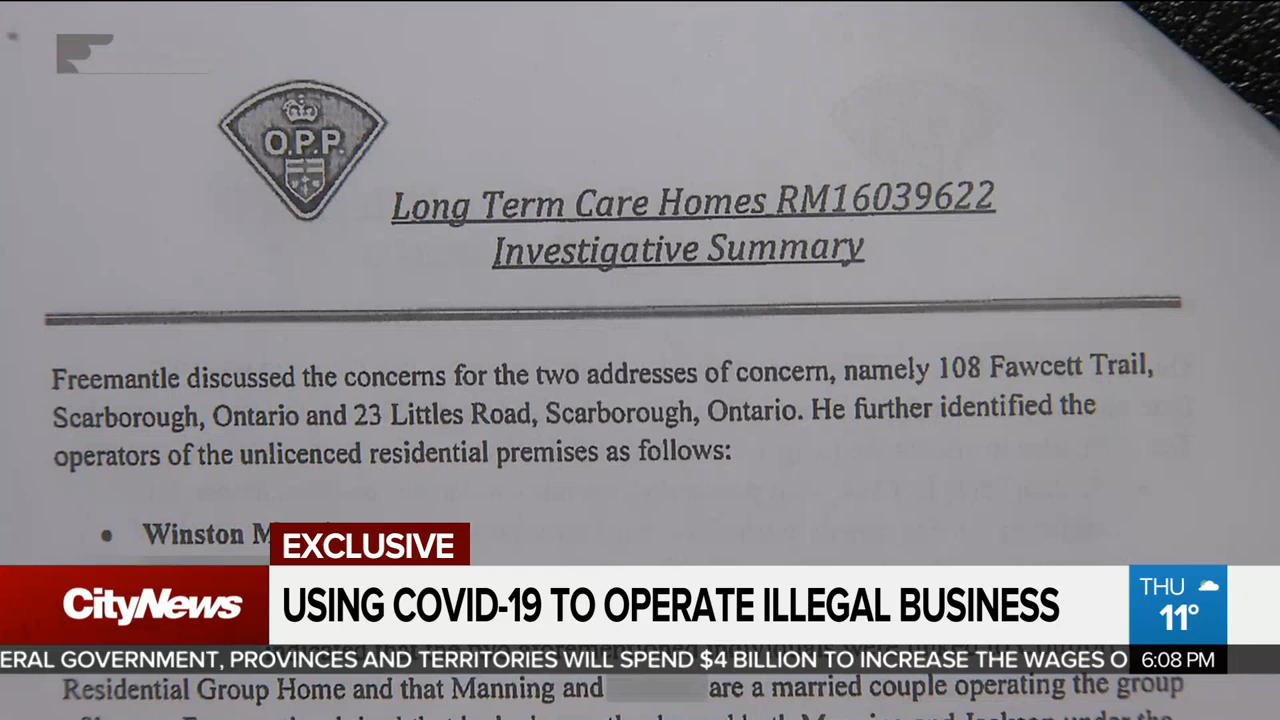 O.P.P.
Long Term Care Homes RM16039622
Investigative Summary
Freemantle discussed the concerns for the two addresses of concern, namely 108 Fawcett Trail,
Scarborough, Ontario and 23 Littles Road, Scarborough, Ontario. He further identified the
operators of the unlicenced residential premises as follows:
• Winston
EXCLUSIVE
CityNews
USING COVID-19 TO OPERATE ILLEGAL BUSINESS
THU
11°
ERAL GOVERNMENT, PROVINCES AND TERRITORIES WILL SPEND $4 BILLION TO INCREASE THE WAGES O
6:08 PM
Residential Group Home and that Manning and are a married couple operating the group